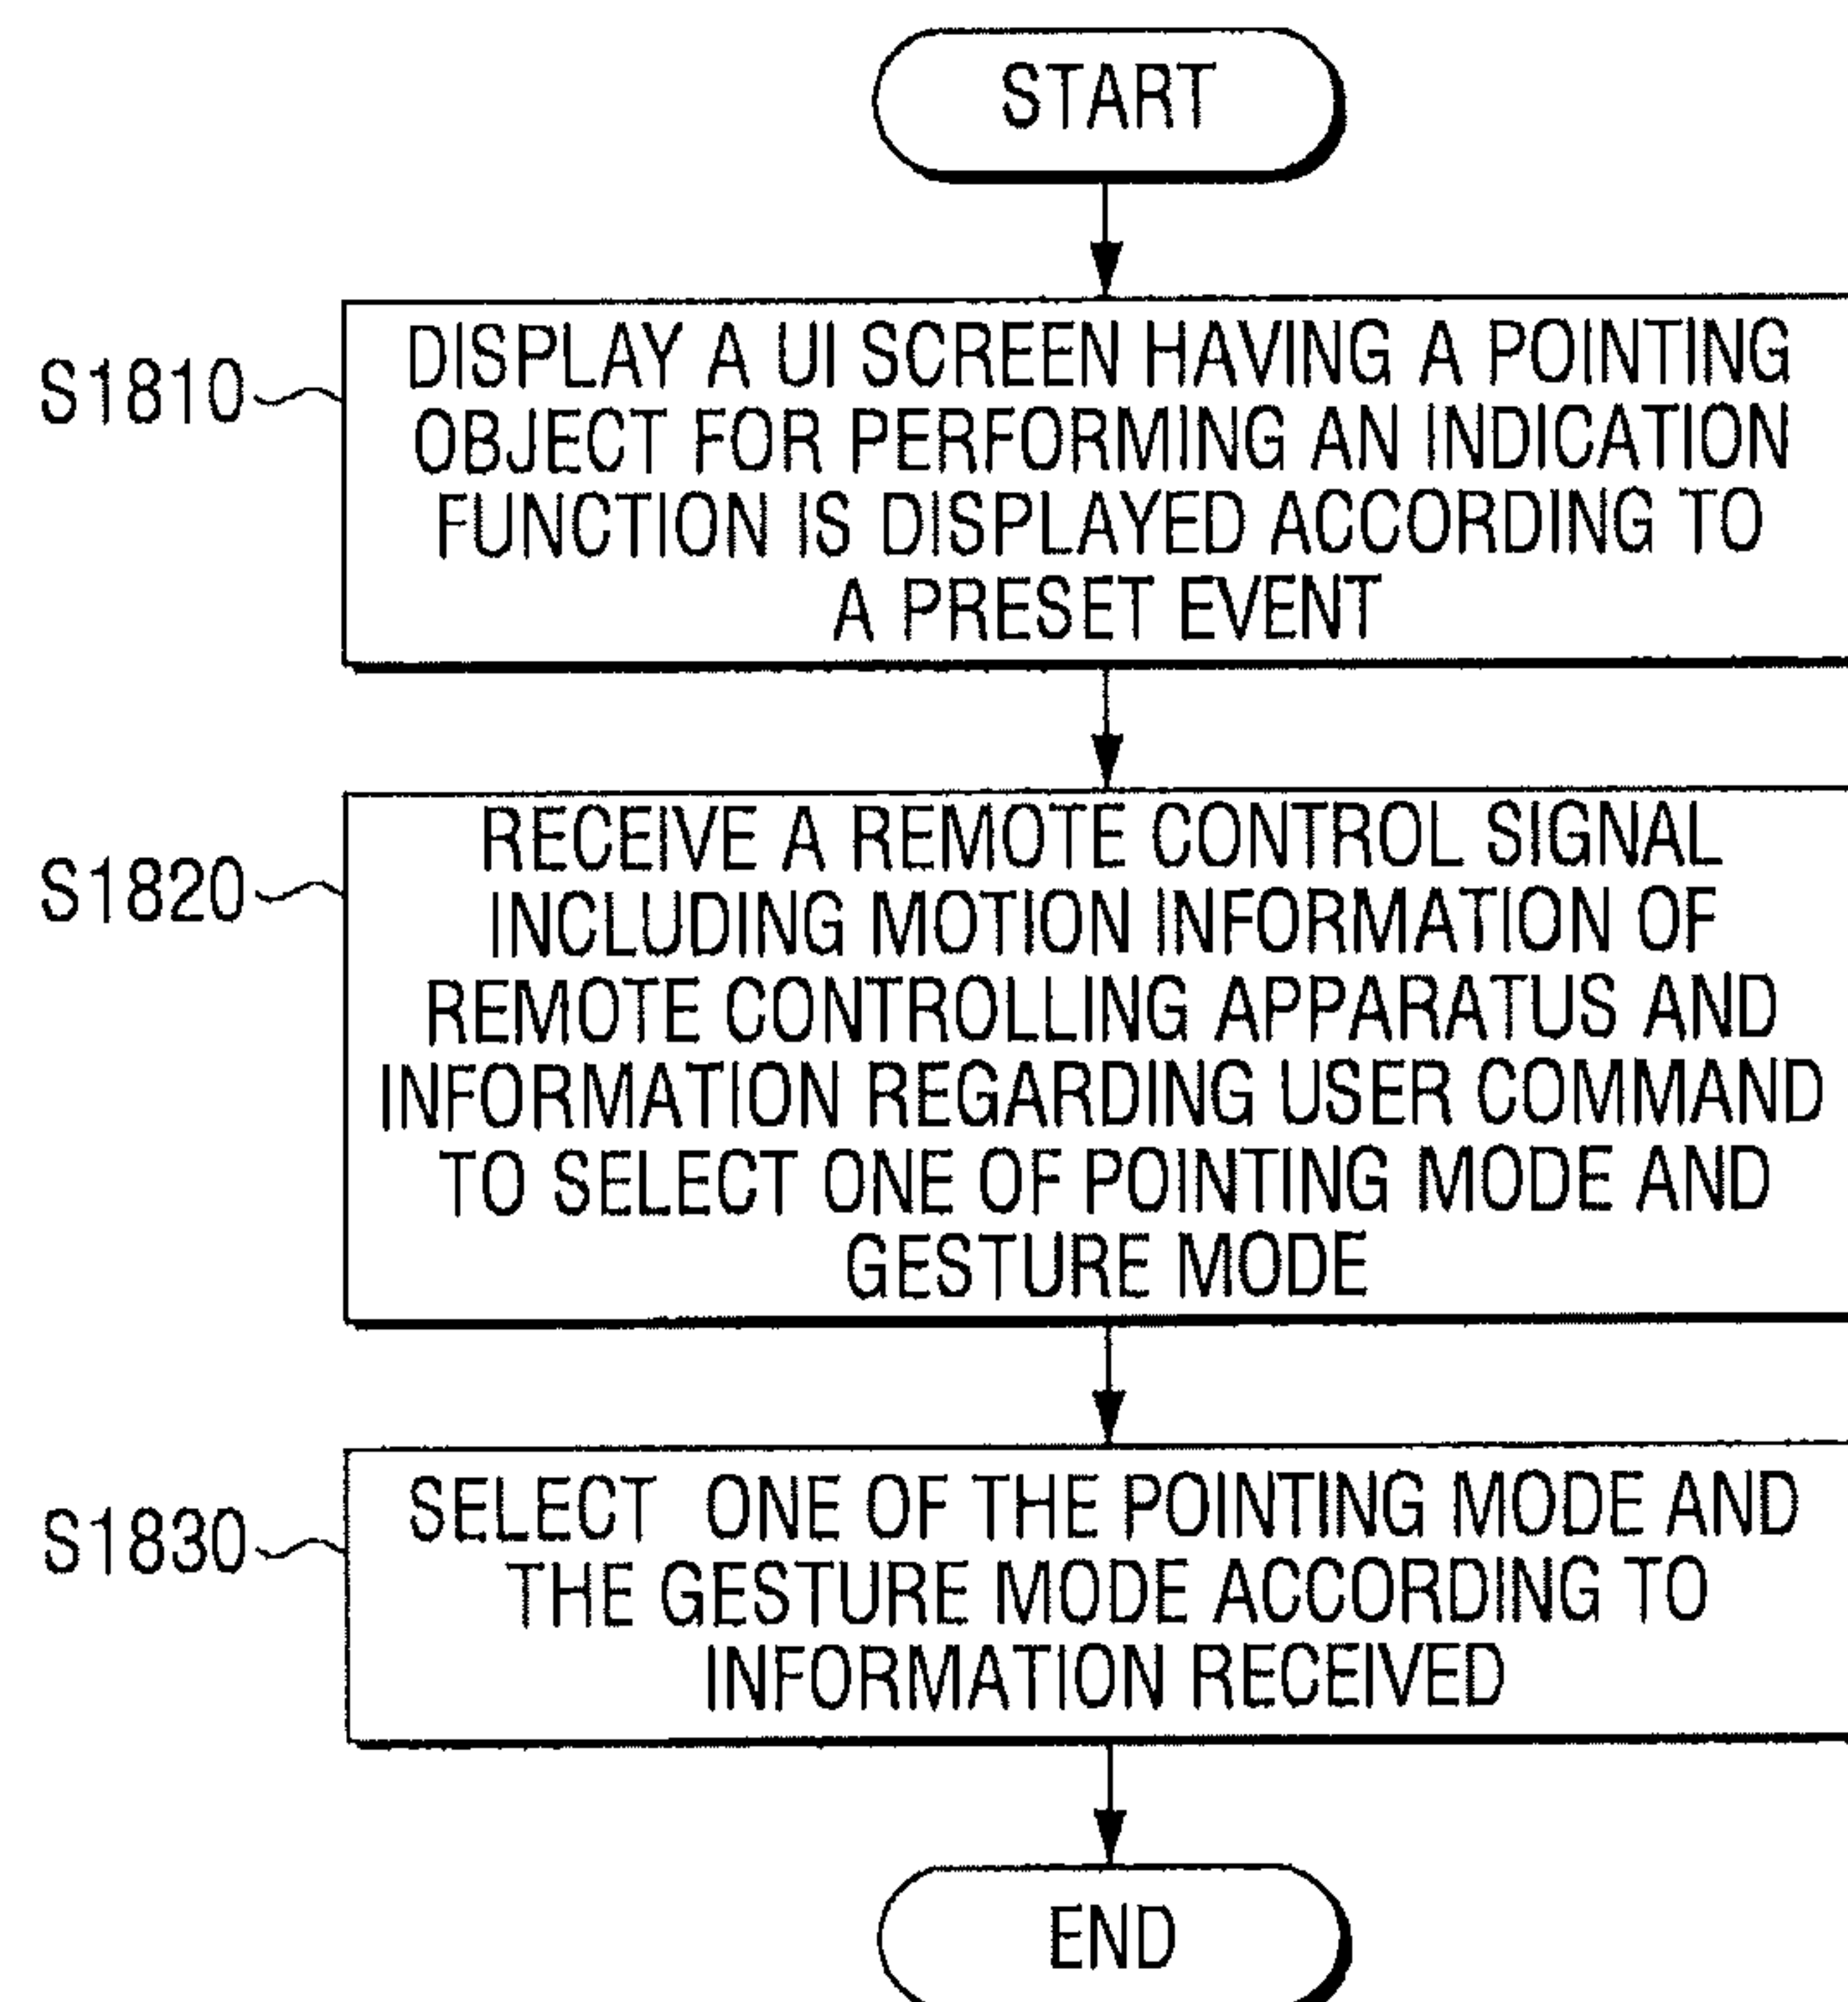 START
S1810
DISPLAY A UI SCREEN HAVING A POINTING
OBJECT FOR PERFORMING AN INDICATION
FUNCTION IS DISPLAYED ACCORDING TO
A PRESET EVENT
S1820
RECEIVE A REMOTE CONTROL SIGNAL
INCLUDING MOTION INFORMATION OF
REMOTE CONTROLLING APPARATUS AND
INFORMATION REGARDING USER COMMAND
TO SELECT ONE OF POINTING MODE AND
GESTURE MODE
S1830
SELECT ONE OF THE POINTING MODE AND
THE GESTURE MODE ACCORDING TO
INFORMATION RECEIVED
END